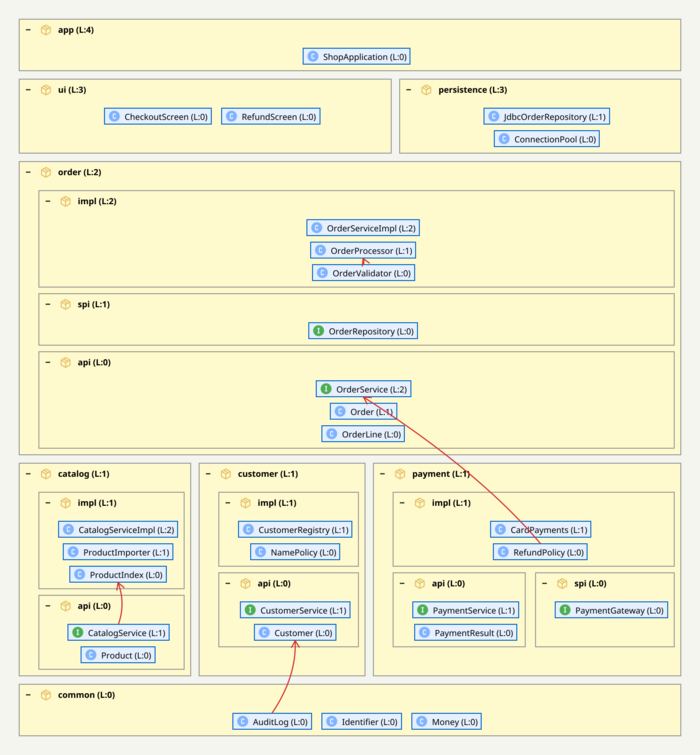 app (L:4)
ShopApplication (L:0)
ui (L:3)
CheckoutScreen (L:0)
RefundScreen (L:0)
persistence (L:3)
JdbcOrderRepository (L:1)
ConnectionPool (L:0)
order (L:2)
impl (L:2)
OrderServiceImpl (L:2)
OrderProcessor (L:1)
OrderValidator (L:0)
spi (L:1)
OrderRepository (L:0)
api (L:0)
OrderService (L:2)
Order (L:1)
OrderLine (L:0)
catalog (L:1)
impl (L:1)
CatalogServiceImpl (L:2)
ProductImporter (L:1)
ProductIndex (L:0)
api (L:0)
CatalogService (L:1)
Product (L:0)
customer (L:1)
impl (L:1)
CustomerRegistry (L:1)
NamePolicy (L:0)
api (L:0)
CustomerService (L:1)
Customer (L:0)
payment (L:1)
impl (L:1)
CardPayments (L:1)
RefundPolicy (L:0)
api (L:0)
PaymentService (L:1)
PaymentResult (L:0)
spi (L:0)
PaymentGateway (L:0)
common (L:0)
AuditLog (L:0)
Identifier (L:0)
Money (L:0)